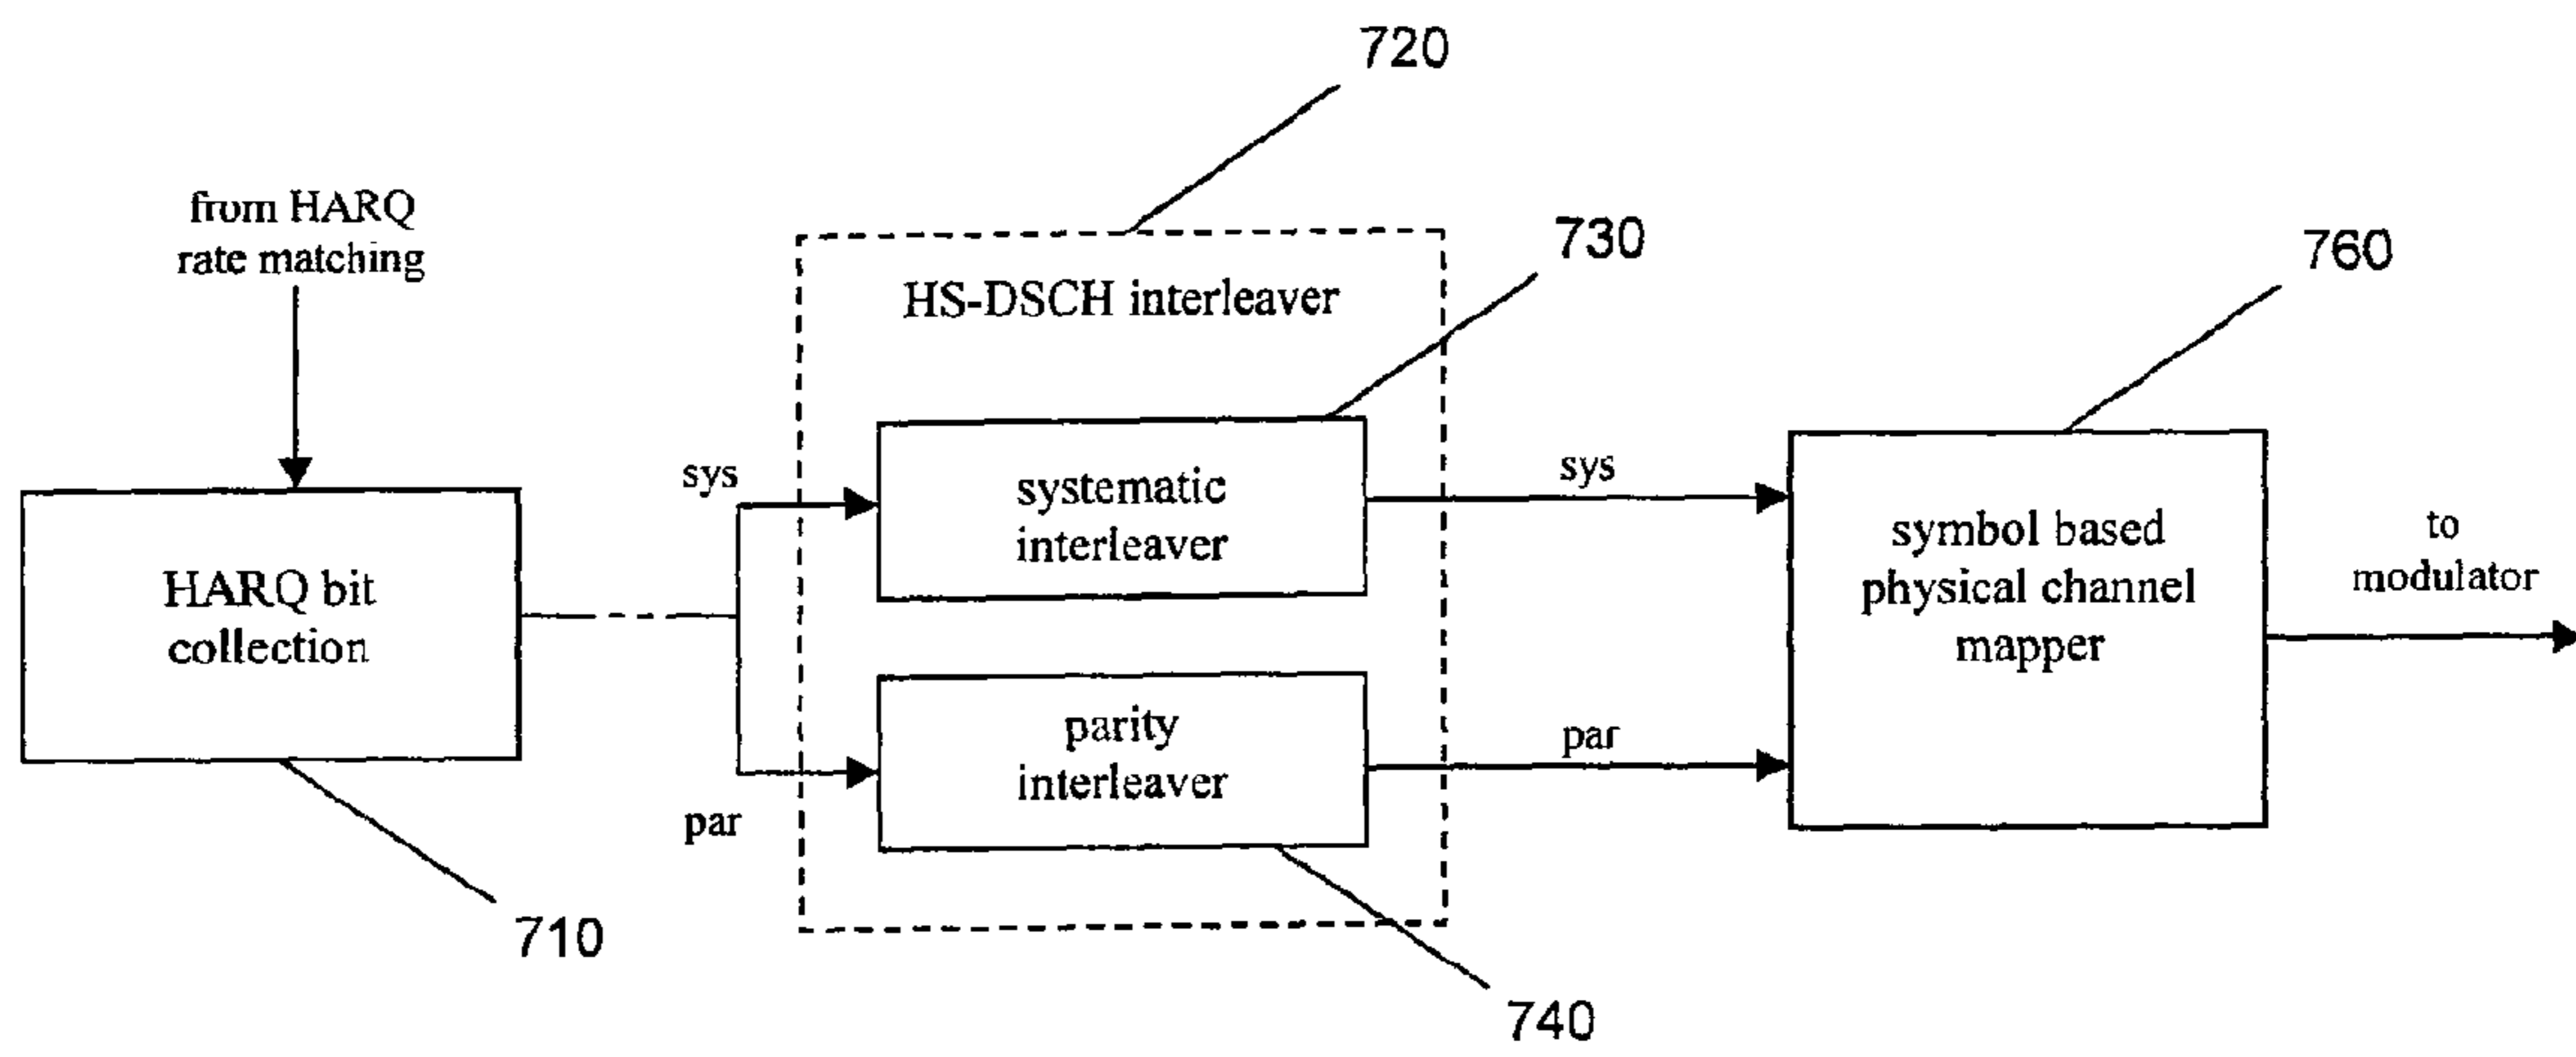 720
from HARQ
rate matching
730
760
HS-DSCH interleaver
sys
systematic
interleaver
sys
symbol based
physical channel
mapper
to
modulator
HARQ bit
collection
par
parity
interleaver
par
710
740